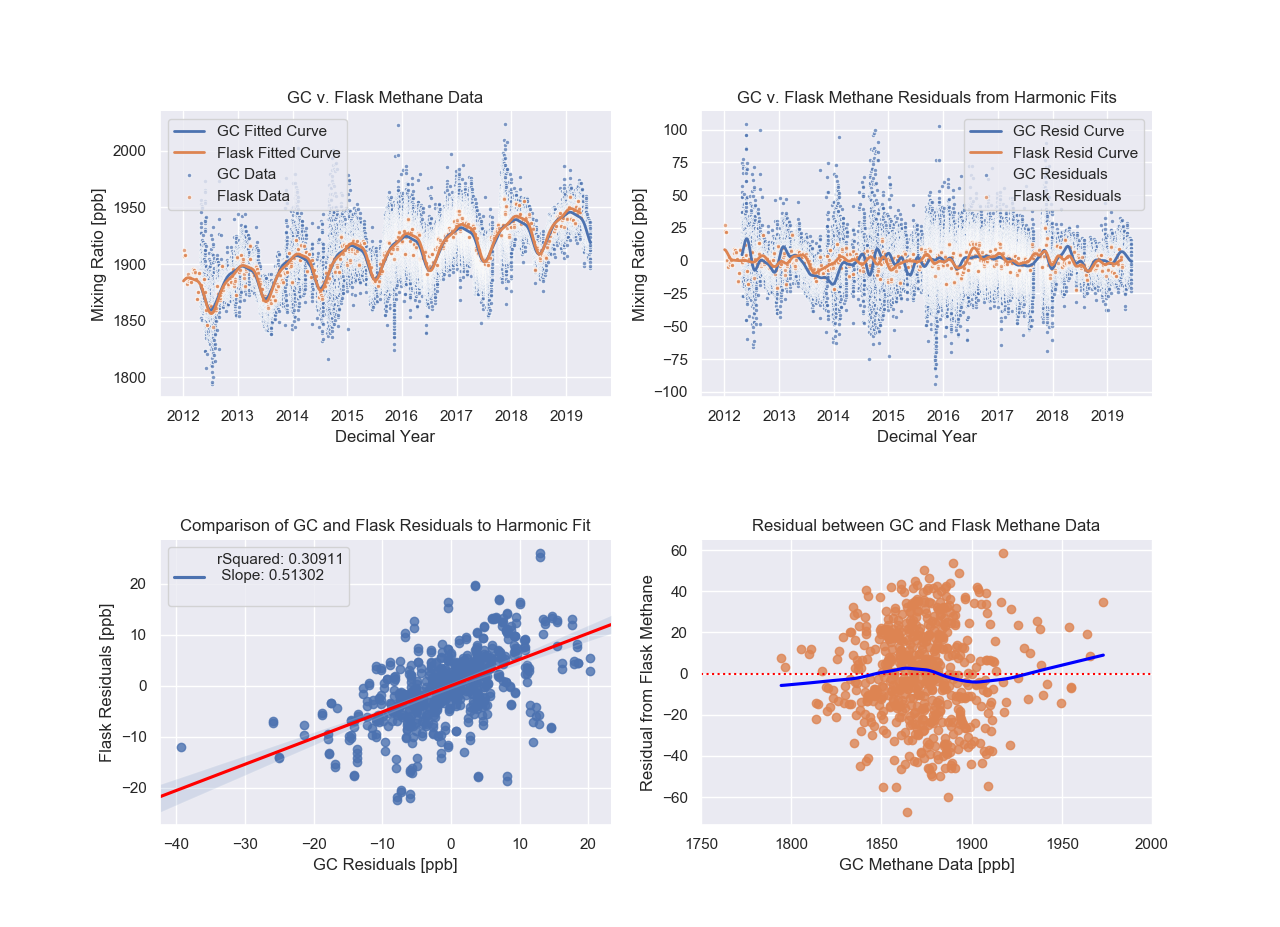 GC v. Flask Methane Data
GC Fitted Curve
Flask Fitted Curve
GC Data
Flask Data
2000
1950
1900
1850
1800
Mixing Ratio [ppb]
2012 2013 2014 2015 2016 2017 2018 2019
Decimal Year
GC v. Flask Methane Residuals from Harmonic Fits
GC Resid Curve
Flask Resid Curve
GC Residuals
Flask Residuals
100
75
50
25
0
−25
−50
−75
−100
Mixing Ratio [ppb]
2012 2013 2014 2015 2016 2017 2018 2019
Decimal Year
Comparison of GC and Flask Residuals to Harmonic Fit
rSquared: 0.30911
Slope: 0.51302
20
10
0
−10
−20
Flask Residuals [ppb]
−40 −30 −20 −10 0 10 20
GC Residuals [ppb]
Residual between GC and Flask Methane Data
60
40
20
0
−20
−40
−60
Residual from Flask Methane
1750 1800 1850 1900 1950 2000
GC Methane Data [ppb]